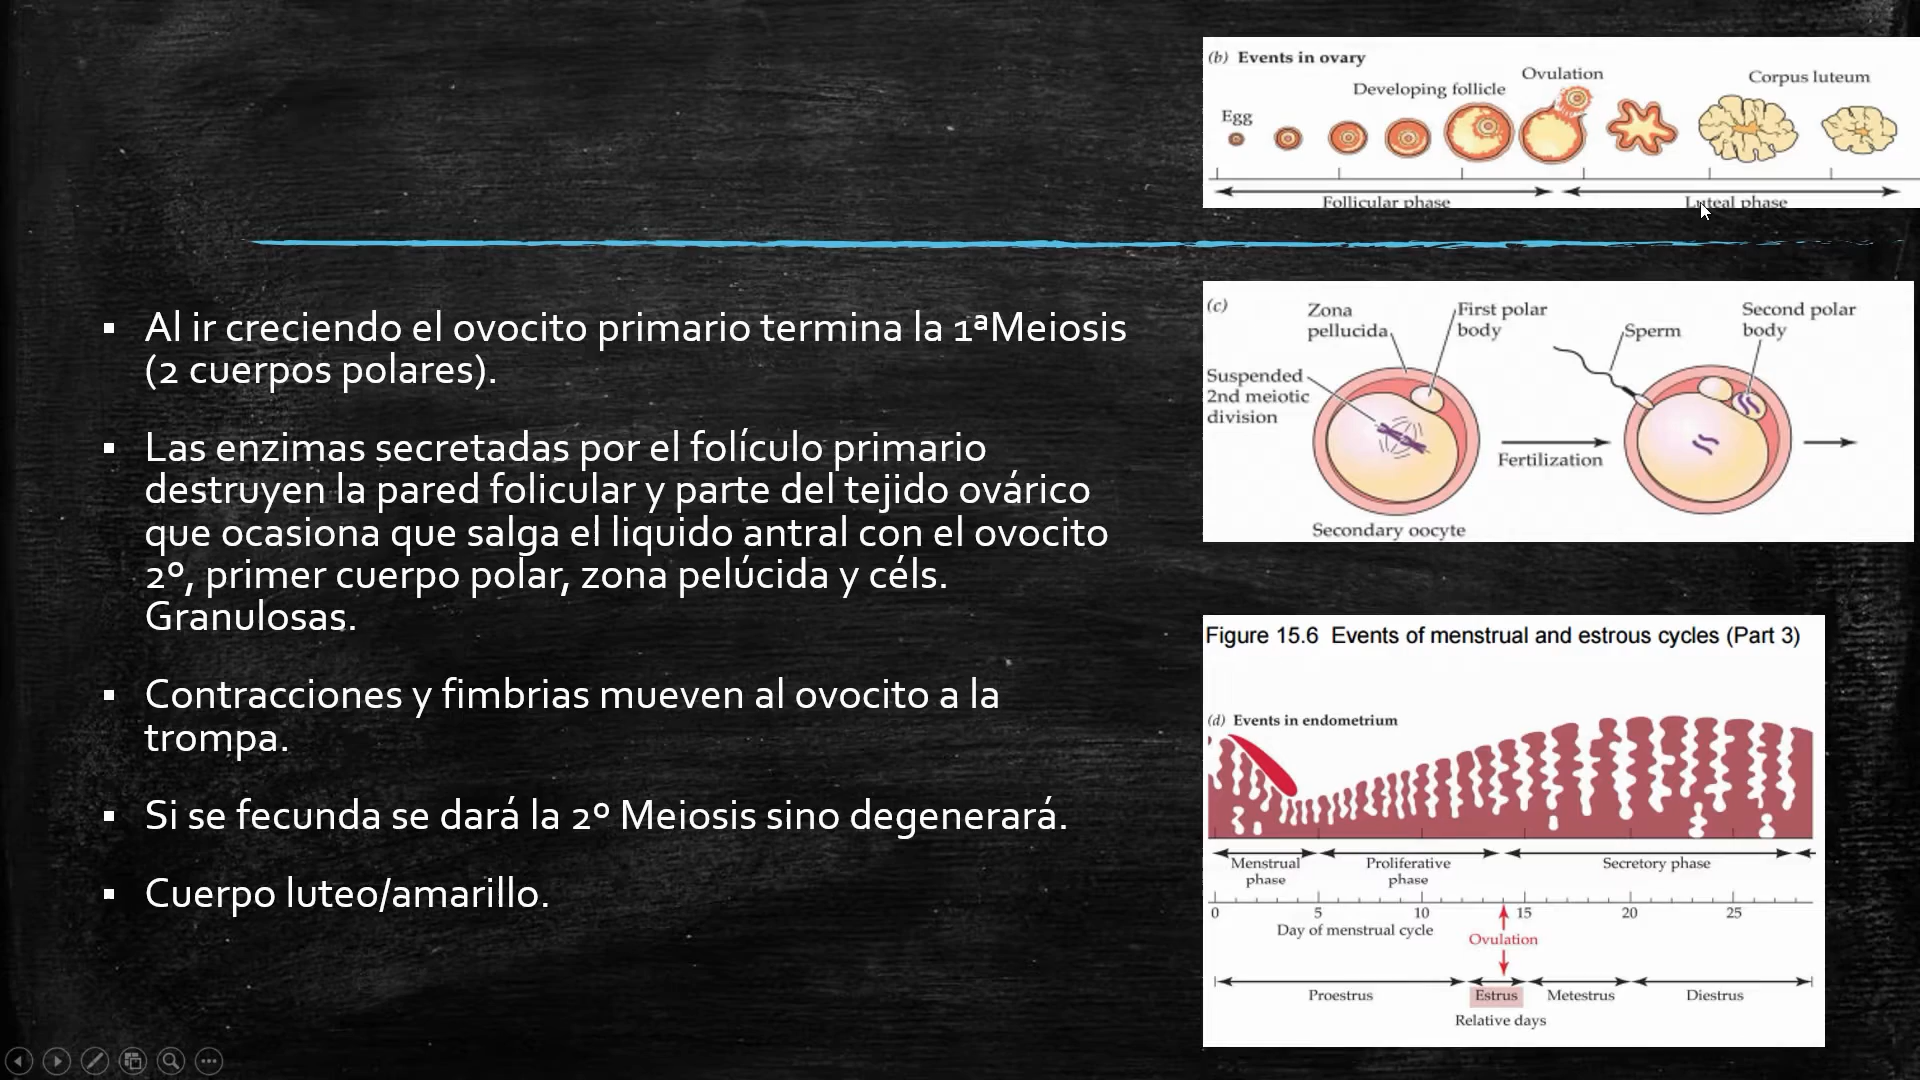 ▪ Al ir creciendo el ovocito primario termina la 1ªMeiosis
(2 cuerpos polares).
▪ Las enzimas secretadas por el folículo primario
destruyen la pared folicular y parte del tejido ovárico
que ocasiona que salga el liquido antral con el ovocito
2º, primer cuerpo polar, zona pelúcida y céls.
Granulosas.
▪ Contracciones y fimbrias mueven al ovocito a la
trompa.
▪ Si se fecunda se dará la 2º Meiosis sino degenerará.
▪ Cuerpo luteo/amarillo.
(b) Events in ovary
Ovulation
Corpus luteum
Developing follicle
Egg
Follicular phase
Luteal phase
(c)
Zona
pellucida
First polar
body
Sperm
Second polar
body
Suspended
2nd meiotic
division
Fertilization
Secondary oocyte
Figure 15.6 Events of menstrual and estrous cycles (Part 3)
(d) Events in endometrium
Menstrual
phase
Proliferative
phase
Secretory phase
0 5 10 15 20 25
Day of menstrual cycle
Ovulation
Proestrus Estrus Metestrus Diestrus
Relative days